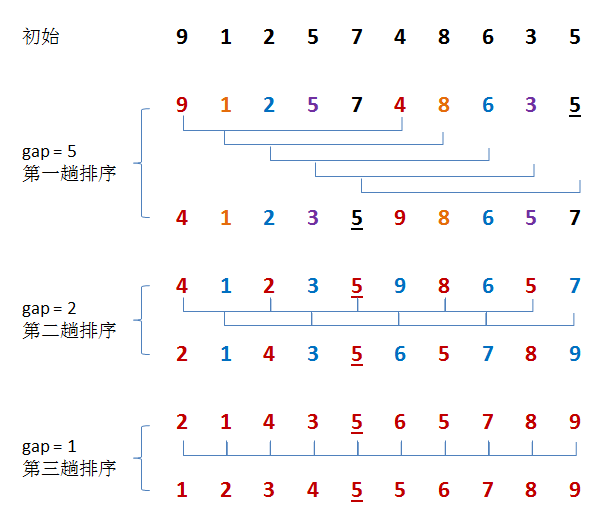 初始 9 1 2 5 7 4 8 6 3 5
9 1 2 5 7 4 8 6 3 5
gap = 5
第一趟排序
4 1 2 3 5 9 8 6 5 7
4 1 2 3 5 9 8 6 5 7
gap = 2
第二趟排序
2 1 4 3 5 6 5 7 8 9
2 1 4 3 5 6 5 7 8 9
gap = 1
第三趟排序
1 2 3 4 5 5 6 7 8 9